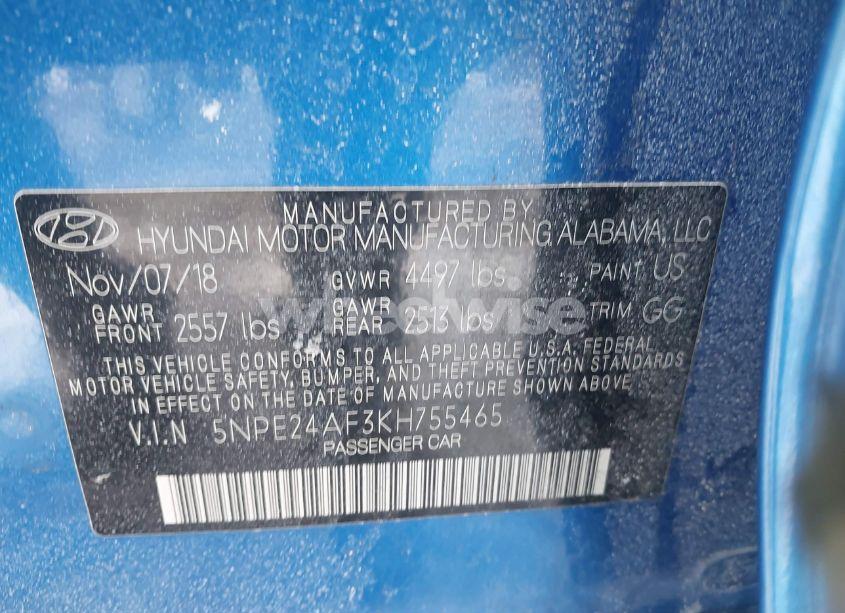 MANUFACTURED BY
HYUNDAI MOTOR MANUFACTURING ALABAMA, LLC
Nov/07/18 GVWR 4497 lbs PAINT US
GAWR FRONT 2557 lbs GAWR REAR 2513 lbs TRIM GG
THIS VEHICLE CONFORMS TO ALL APPLICABLE U.S.A. FEDERAL
MOTOR VEHICLE SAFETY, BUMPER, AND THEFT PREVENTION STANDARDS
IN EFFECT ON THE DATE OF MANUFACTURE SHOWN ABOVE
V.I.N 5NPE24AF3KH755465
PASSENGER CAR